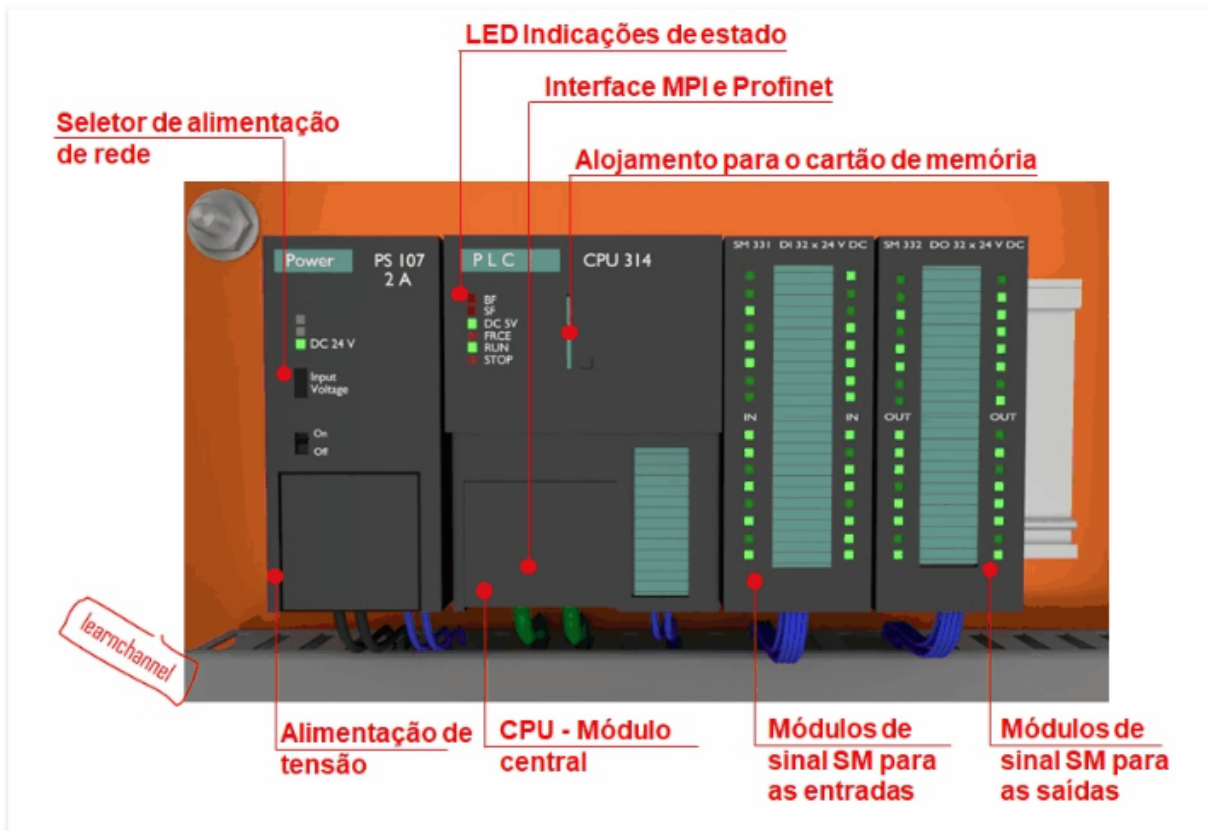 LED Indicações de estado
Interface MPI e Profinet
Seletor de alimentação
de rede
Alojamento para o cartão de memória
Power
PS 107
2 A
DC 24 V
Input
Voltage
On
Off
PLC
CPU 314
BF
SF
DC 5V
FRCE
RUN
STOP
SM 331 DI 32 x 24 V DC
IN
IN
SM 332 DO 32 x 24 V DC
OUT
OUT
learnchannel
Alimentação de
tensão
CPU - Módulo
central
Módulos de
sinal SM para
as entradas
Módulos de
sinal SM para
as saídas